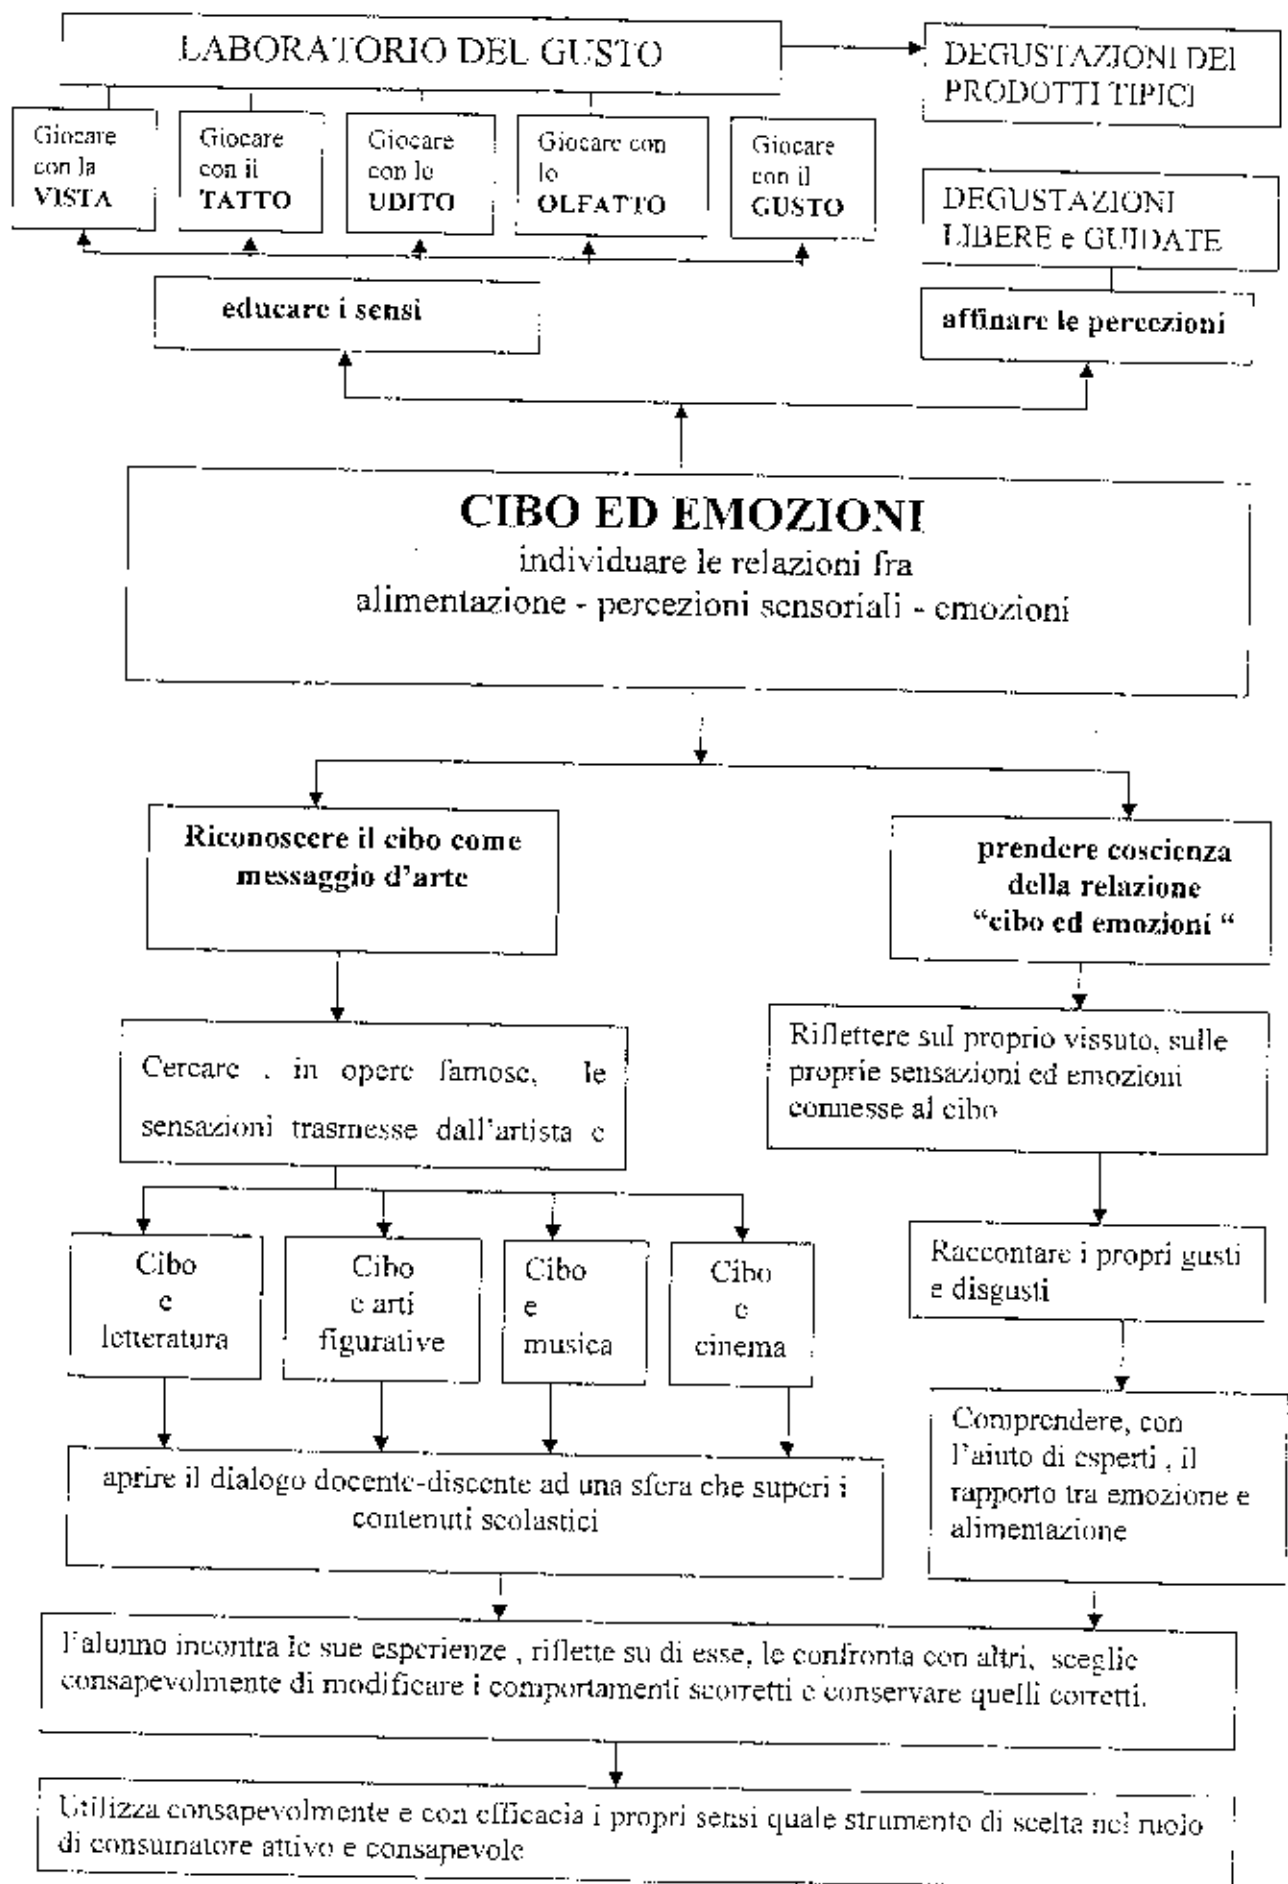 LABORATORIO DEL GUSTO
DEGUSTAZIONI DEI
PRODOTTI TIPICI
Giocare
con la
VISTA
Giocare
con il
TATTO
Giocare
con lo
UDITO
Giocare con
lo
OLFATTO
Giocare
con il
GUSTO
DEGUSTAZIONI
LIBERE e GUIDATE
educare i sensi
affinare le percezioni
CIBO ED EMOZIONI
individuare le relazioni fra
alimentazione - percezioni sensoriali - emozioni
Riconoscere il cibo come
messaggio d'arte
prendere coscienza
della relazione
“cibo ed emozioni “
Cercare , in opere famose, le
sensazioni trasmesse dall'artista e
Riflettere sul proprio vissuto, sulle
proprie sensazioni ed emozioni
connesse al cibo
Cibo
e
letteratura
Cibo
e arti
figurative
Cibo
e
musica
Cibo
e
cinema
Raccontare i propri gusti
e disgusti
Comprendere, con
l'aiuto di esperti , il
rapporto tra emozione e
alimentazione
aprire il dialogo docente-discente ad una sfera che superi i
contenuti scolastici
l'alunno incontra le sue esperienze , riflette su di esse, le confronta con altri, sceglie
consapevolmente di modificare i comportamenti scorretti e conservare quelli corretti.
Utilizza consapevolmente e con efficacia i propri sensi quale strumento di scelta nel ruolo
di consumatore attivo e consapevole